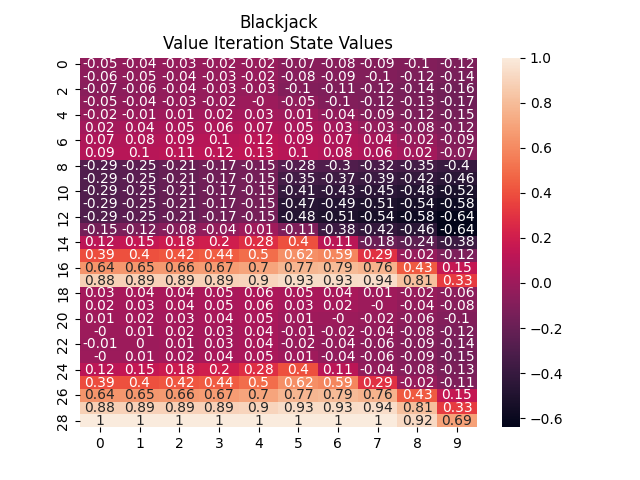 Blackjack
Value Iteration State Values
0 -0.05 -0.04 -0.03 -0.02 -0.02 -0.07 -0.08 -0.09 -0.1 -0.12 1.0
-0.06 -0.05 -0.04 -0.03 -0.02 -0.08 -0.09 -0.1 -0.12 -0.14
2 -0.07 -0.06 -0.04 -0.03 -0.03 -0.1 -0.11 -0.12 -0.14 -0.16
-0.05 -0.03 -0.03 -0.02 -0 -0.05 -0.1 -0.12 -0.13 -0.17
4 -0.02 -0.01 0.01 0.02 0.03 0.01 -0.04 -0.09 -0.12 -0.15
0.02 0.04 0.05 0.06 0.07 0.05 0.03 -0.03 -0.08 -0.12
6 0.07 0.08 0.09 0.1 0.12 0.09 0.07 0.04 -0.02 -0.09
0.09 0.1 0.11 0.12 0.13 0.1 0.08 0.06 0.02 -0.07 0.8
8 -0.29 -0.25 -0.21 -0.17 -0.15 -0.28 -0.3 -0.32 -0.35 -0.4
-0.29 -0.25 -0.21 -0.17 -0.15 -0.35 -0.37 -0.39 -0.42 -0.46
10 -0.29 -0.25 -0.21 -0.17 -0.15 -0.41 -0.43 -0.45 -0.48 -0.52 0.6
-0.29 -0.25 -0.21 -0.17 -0.15 -0.47 -0.49 -0.51 -0.54 -0.58
12 -0.29 -0.25 -0.21 -0.17 -0.15 -0.48 -0.51 -0.54 -0.58 -0.64
-0.15 -0.12 -0.08 -0.04 0.01 -0.11 -0.38 -0.42 -0.46 -0.54 0.4
14 0.12 0.15 0.18 0.2 0.28 0.4 0.11 -0.18 -0.24 -0.38
0.39 0.4 0.42 0.44 0.5 0.62 0.59 0.29 -0.02 -0.12
16 0.64 0.65 0.66 0.67 0.7 0.77 0.79 0.76 0.43 0.15 0.2
0.88 0.89 0.89 0.89 0.9 0.93 0.93 0.94 0.81 0.33
18 0.03 0.04 0.04 0.05 0.06 0.05 0.04 0.01 -0.02 -0.06 0.0
0.02 0.03 0.04 0.05 0.06 0.03 0.02 -0 -0.04 -0.08
20 0.01 0.02 0.03 0.04 0.05 0.01 -0 -0.02 -0.06 -0.1
-0 0.01 0.02 0.03 0.04 -0.01 -0.02 -0.04 -0.08 -0.12 −0.2
22 -0.01 0 0.01 0.03 0.04 -0.02 -0.04 -0.06 -0.09 -0.14
-0 0.01 0.02 0.04 0.05 0.01 -0.04 -0.06 -0.09 -0.15
24 0.12 0.15 0.18 0.2 0.28 0.4 0.11 -0.04 -0.08 -0.13 −0.4
0.39 0.4 0.42 0.44 0.5 0.62 0.59 0.29 -0.02 -0.11
26 0.64 0.65 0.66 0.67 0.7 0.77 0.79 0.76 0.43 0.15
0.88 0.89 0.89 0.89 0.9 0.93 0.93 0.94 0.81 0.33
28 1 1 1 1 1 1 1 1 0.92 0.69 −0.6
0 1 2 3 4 5 6 7 8 9